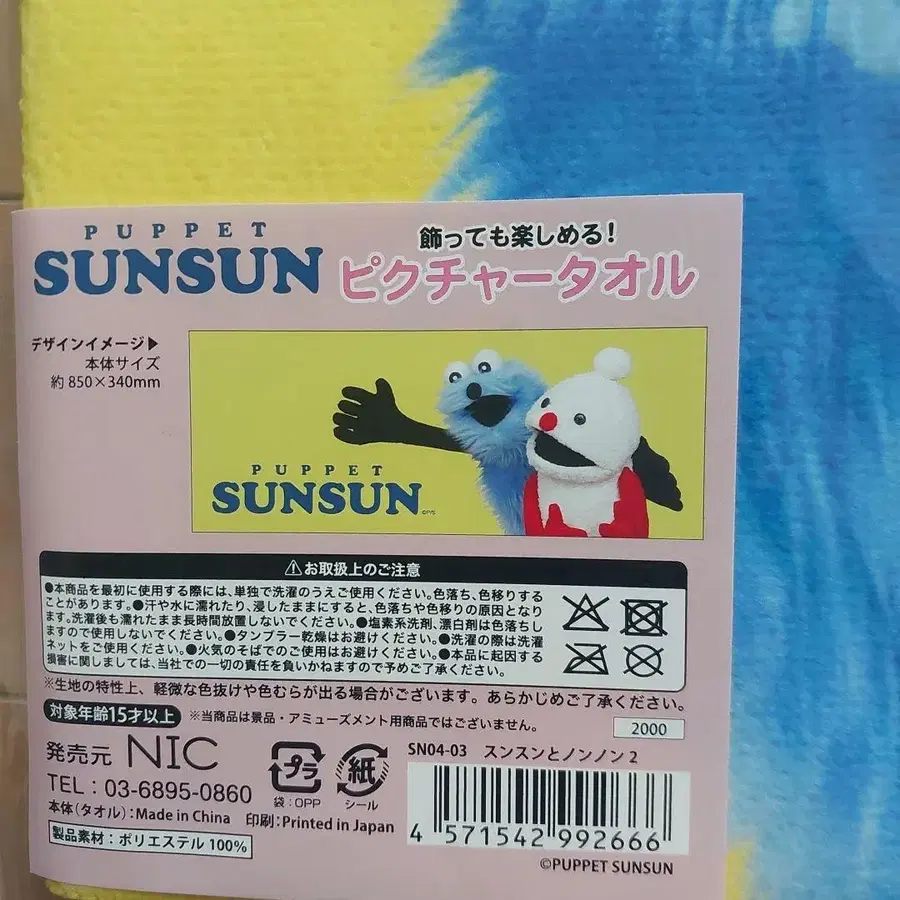 PUPPET
SUNSUN
飾っても楽しめる!
ピクチャータオル
デザインイメージ▶
本体サイズ
約 850×340mm
PUPPET
SUNSUN
⚠お取扱上のご注意
●本商品を最初に使用する際には、単独で洗濯のうえご使用ください。色落ち、色移りする
ことがあります。●汗や水に濡れたり、浸したままにすると、色落ちや色移りの原因となり
ます。洗濯後も濡れたまま長時間放置しないでください。●塩素系洗剤、漂白剤は色落ちし
ますので使用しないでください。●タンブラー乾燥はお避けください。●洗濯の際は洗濯
ネットをご使用ください。●火気のそばでのご使用はお避けください。●本品に起因する
損害に関しましては、当社での一切の責任を負いかねますので予めご了承ください。
※生地の特性上、軽微な色抜けや色むらが出る場合がございます。あらかじめご了承ください。
対象年齢15才以上
※当商品は景品・アミューズメント用商品ではございません。
2000
発売元 NIC
TEL : 03-6895-0860
本体(タオル):Made in China 印刷:Printed in Japan
製品素材:ポリエステル 100%
プラ
袋:OPP
紙
シール
SN04-03 スンスンとノンノン 2
4 571542 992666
©PUPPET SUNSUN